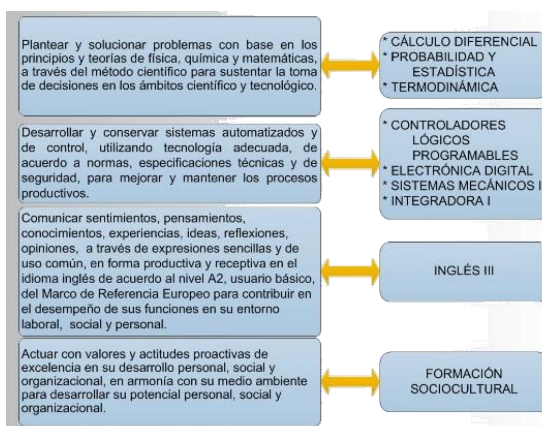 Plantear y solucionar problemas con base en los
principios y teorías de física, química y matemáticas,
a través del método científico para sustentar la toma
de decisiones en los ámbitos científico y tecnológico.
* CÁLCULO DIFERENCIAL
* PROBABILIDAD Y
ESTADÍSTICA
* TERMODINÁMICA
Desarrollar y conservar sistemas automatizados y
de control, utilizando tecnología adecuada, de
acuerdo a normas, especificaciones técnicas y de
seguridad, para mejorar y mantener los procesos
productivos.
* CONTROLADORES
LÓGICOS
PROGRAMABLES
* ELECTRÓNICA DIGITAL
* SISTEMAS MECÁNICOS I
* INTEGRADORA I
Comunicar sentimientos, pensamientos,
conocimientos, experiencias, ideas, reflexiones,
opiniones, a través de expresiones sencillas y de
uso común, en forma productiva y receptiva en el
idioma inglés de acuerdo al nivel A2, usuario básico,
del Marco de Referencia Europeo para contribuir en
el desempeño de sus funciones en su entorno
laboral, social y personal.
INGLÉS III
Actuar con valores y actitudes proactivas de
excelencia en su desarrollo personal, social y
organizacional, en armonía con su medio ambiente
para desarrollar su potencial personal, social y
organizacional.
FORMACIÓN
SOCIOCULTURAL